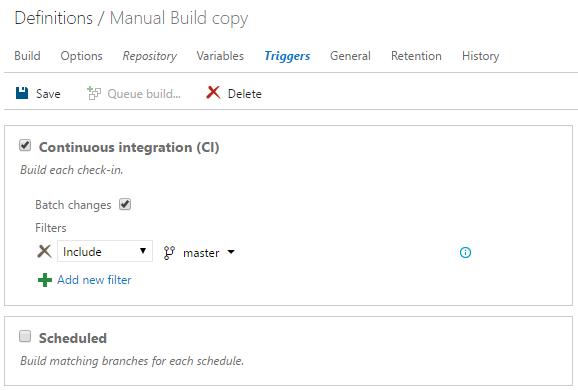 Definitions / Manual Build copy
Build Options Repository Variables Triggers General Retention History
Save Queue build... Delete
Continuous integration (CI)
Build each check-in.
Batch changes
Filters
Include master
Add new filter
Scheduled
Build matching branches for each schedule.